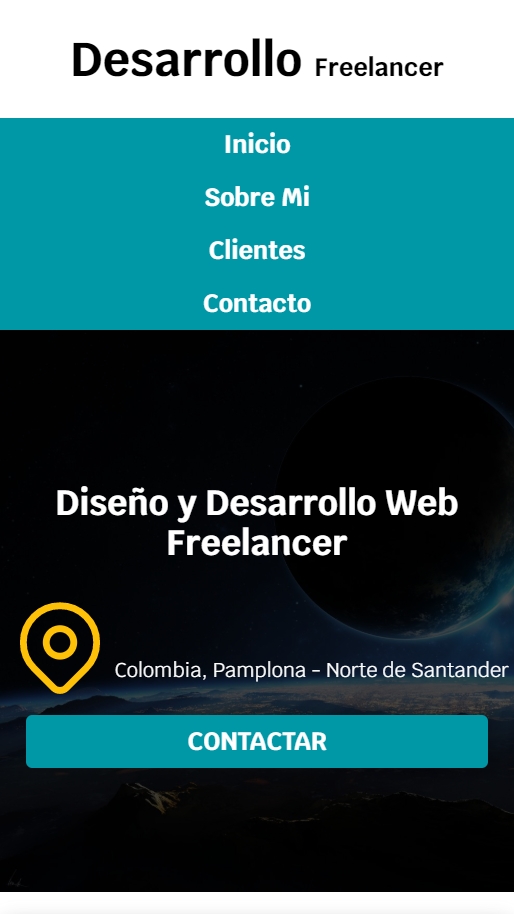 Desarrollo Freelancer
Inicio
Sobre Mi
Clientes
Contacto
Diseño y Desarrollo Web
Freelancer
Colombia, Pamplona - Norte de Santander
CONTACTAR